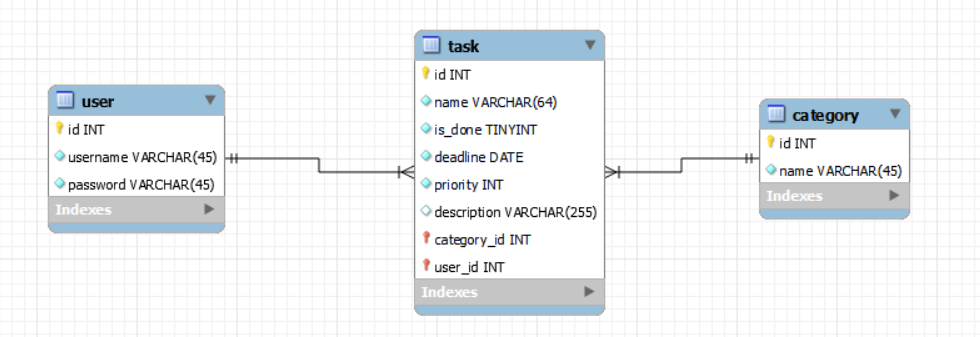 user
id INT
username VARCHAR(45)
password VARCHAR(45)
Indexes
task
id INT
name VARCHAR(64)
is_done TINYINT
deadline DATE
priority INT
description VARCHAR(255)
category_id INT
user_id INT
Indexes
category
id INT
name VARCHAR(45)
Indexes